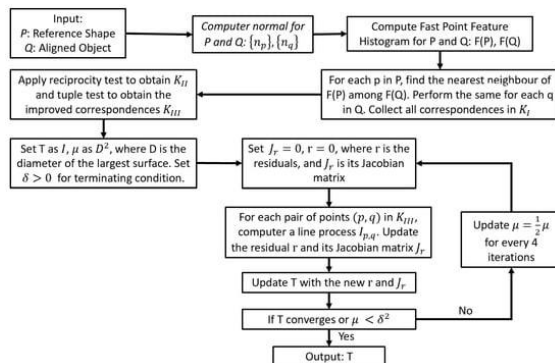 Input:
P: Reference Shape
Q: Aligned Object
Computer normal for
P and Q: {n_p}, {n_q}
Compute Fast Point Feature
Histogram for P and Q: F(P), F(Q)
For each p in P, find the nearest neighbour of
F(P) among F(Q). Perform the same for each q
in Q. Collect all correspondences in K_I
Apply reciprocity test to obtain K_II
and tuple test to obtain the
improved correspondences K_III
Set T as I, μ as D², where D is the
diameter of the largest surface. Set
δ > 0 for terminating condition.
Set J_r = 0, r = 0, where r is the
residuals, and J_r is its Jacobian
matrix
For each pair of points (p, q) in K_III,
computer a line process l_{p,q}. Update
the residual r and its Jacobian matrix J_r
Update T with the new r and J_r
If T converges or μ < δ²
No
Update μ = ½μ
for every 4
iterations
Yes
Output: T